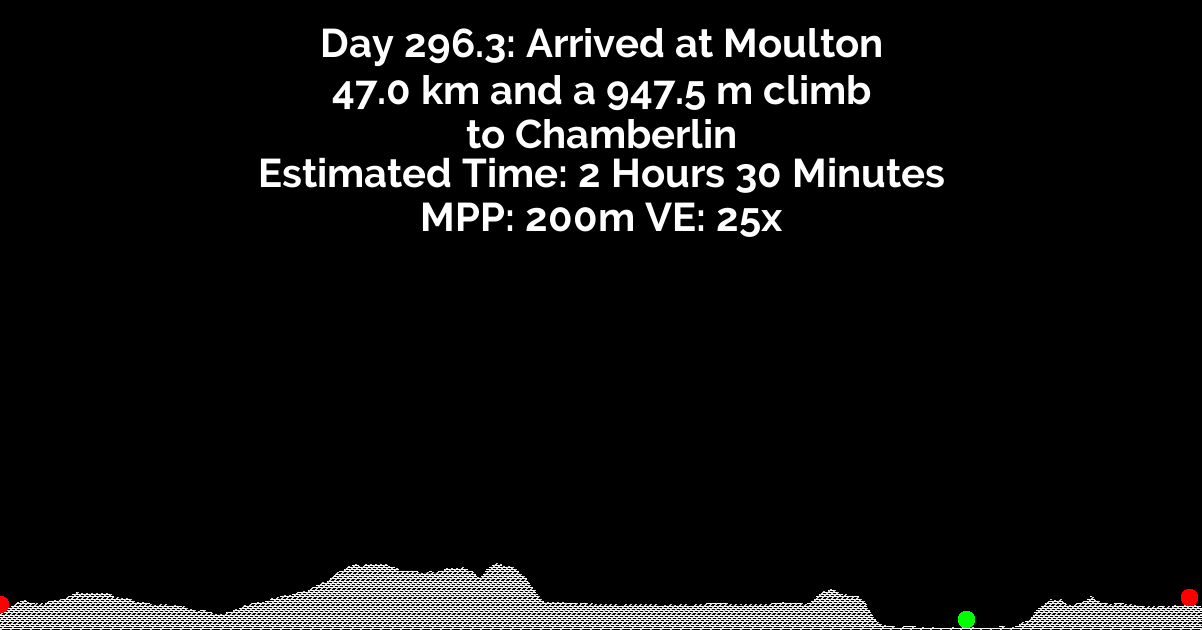 Day 296.3: Arrived at Moulton
47.0 km and a 947.5 m climb
to Chamberlin
Estimated Time: 2 Hours 30 Minutes
MPP: 200m VE: 25x